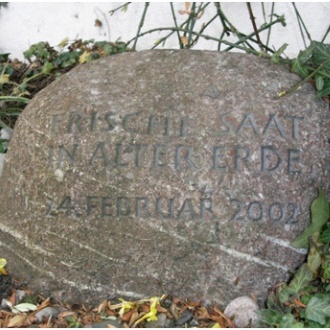 FRISCHE SAAT
IN ALTER ERDE
24. FEBRUAR 2002